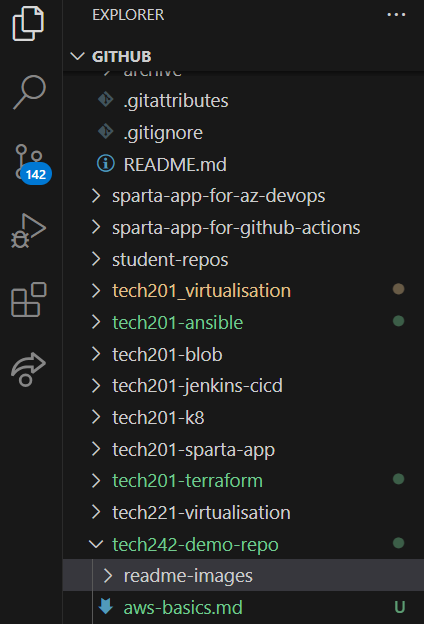 EXPLORER
GITHUB
archive
.gitattributes
.gitignore
README.md
sparta-app-for-az-devops
142
sparta-app-for-github-actions
student-repos
tech201_virtualisation
tech201-ansible
tech201-blob
tech201-jenkins-cicd
tech201-k8
tech201-sparta-app
tech201-terraform
tech221-virtualisation
tech242-demo-repo
readme-images
aws-basics.md U